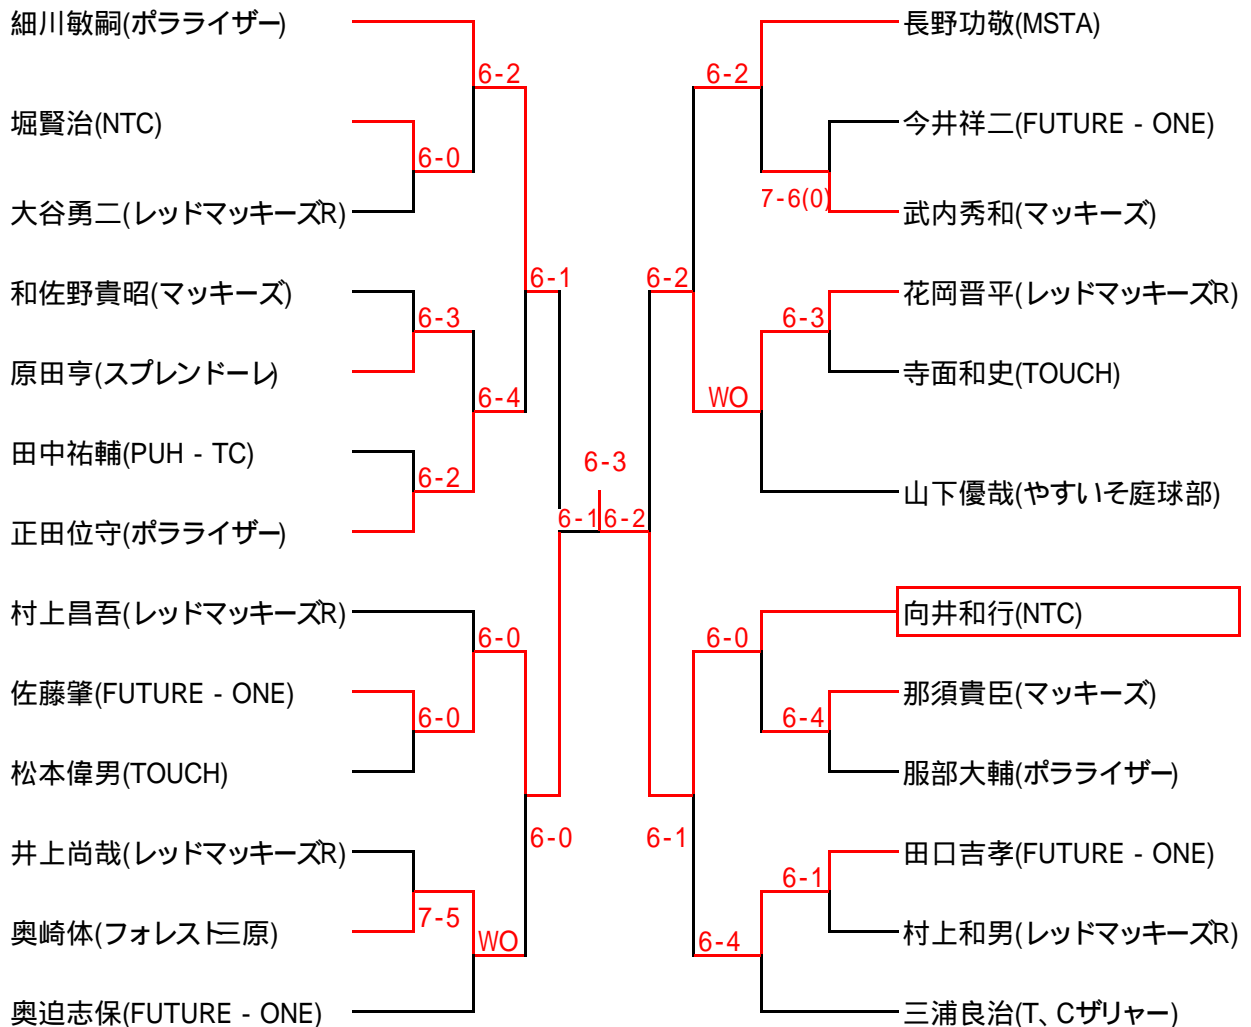 細川敏嗣(ポラライザー)
6-2
堀賢治(NTC)
6-0
大谷勇二(レッドマッキーズR)
6-1
和佐野貴昭(マッキーズ)
6-3
原田亨(スプレンドーレ)
6-4
田中祐輔(PUH - TC)
6-2
正田位守(ポラライザー)
6-1
村上昌吾(レッドマッキーズR)
6-0
佐藤肇(FUTURE - ONE)
6-0
松本偉男(TOUCH)
6-0
井上尚哉(レッドマッキーズR)
7-5
奥崎体(フォレスト三原)
WO
奥迫志保(FUTURE - ONE)
6-3
6-2
長野功敬(MSTA)
6-2
今井祥二(FUTURE - ONE)
7-6(0)
武内秀和(マッキーズ)
6-2
花岡晋平(レッドマッキーズR)
6-3
寺面和史(TOUCH)
WO
山下優哉(やすいそ庭球部)
向井和行(NTC)
6-0
那須貴臣(マッキーズ)
6-4
服部大輔(ポラライザー)
6-1
田口吉孝(FUTURE - ONE)
6-1
村上和男(レッドマッキーズR)
6-4
三浦良治(T、Cザリャー)